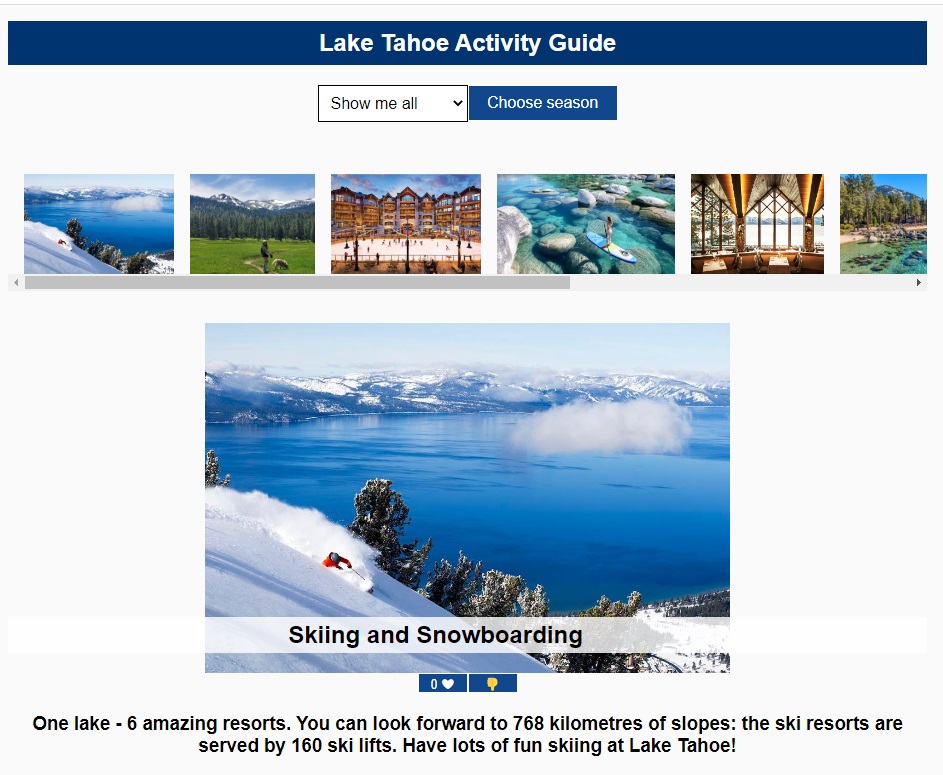 Lake Tahoe Activity Guide
Show me all
Choose season
Skiing and Snowboarding
0
One lake - 6 amazing resorts. You can look forward to 768 kilometres of slopes: the ski resorts are
served by 160 ski lifts. Have lots of fun skiing at Lake Tahoe!